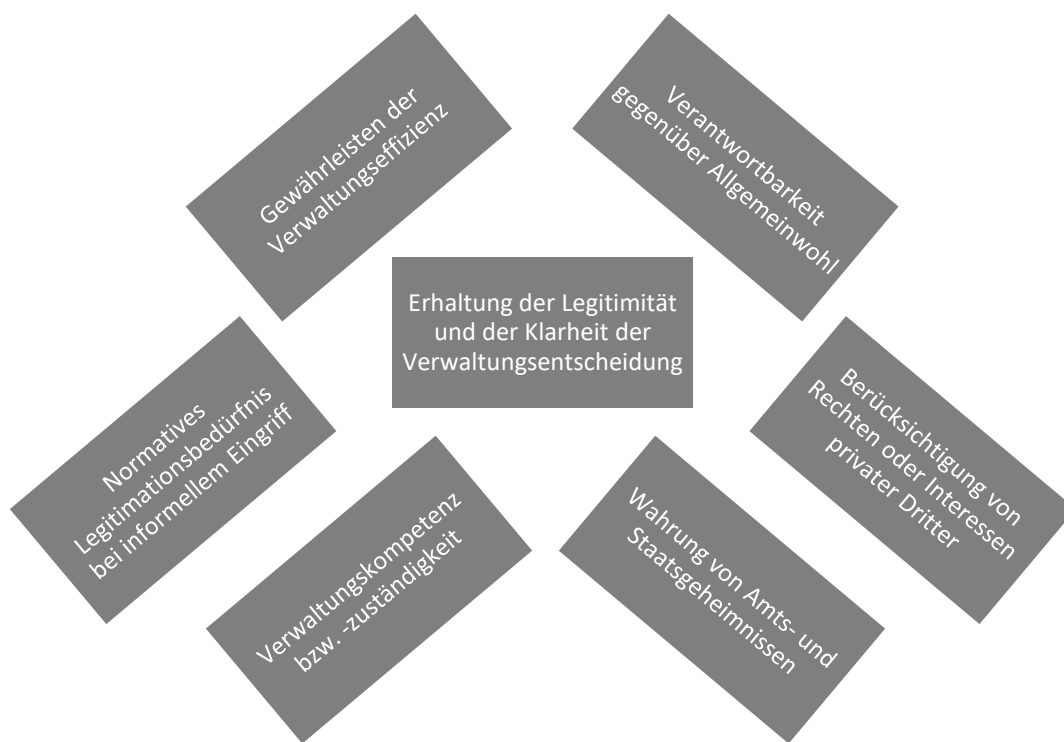 Gewährleisten der
Verwaltungseffizienz
Verantwortbarkeit
gegenüber Allgemeinwohl
Erhaltung der Legitimität
und der Klarheit der
Verwaltungsentscheidung
Normatives
Legitimationsbedürfnis
bei informellem Eingriff
Berücksichtigung von
Rechten oder Interessen
privater Dritter
Verwaltungskompetenz
bzw. -zuständigkeit
Wahrung von Amts- und
Staatsgeheimnissen